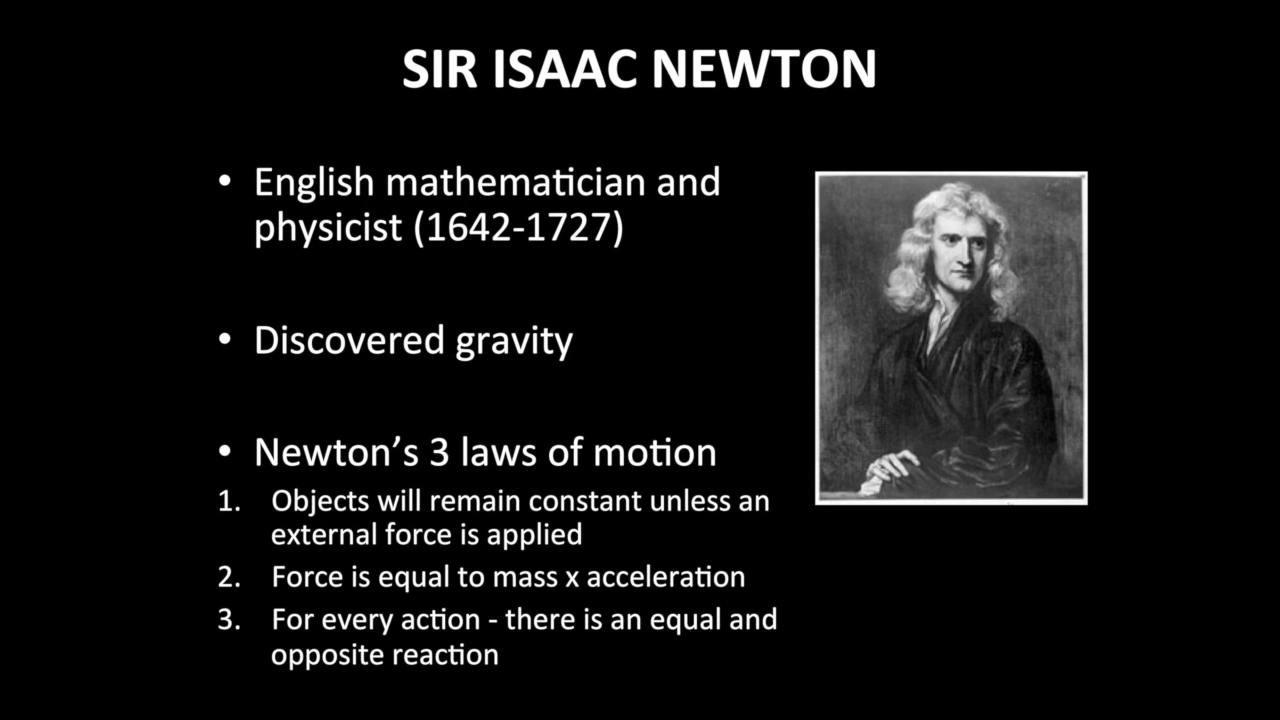 SIR ISAAC NEWTON
• English mathematician and
physicist (1642-1727)
• Discovered gravity
• Newton’s 3 laws of motion
1. Objects will remain constant unless an
external force is applied
2. Force is equal to mass x acceleration
3. For every action - there is an equal and
opposite reaction